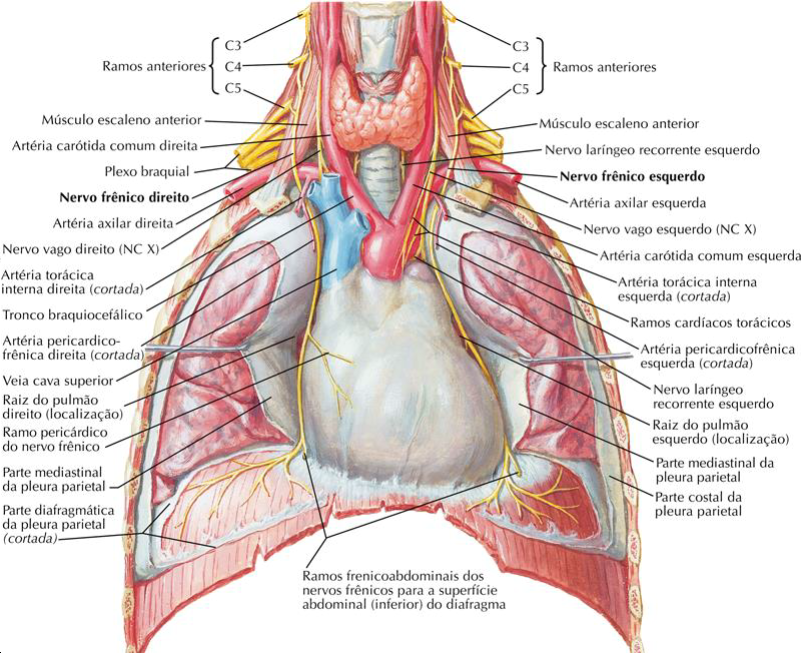 C3
Ramos anteriores
C4
C5
Músculo escaleno anterior
Artéria carótida comum direita
Plexo braquial
Nervo frênico direito
Artéria axilar direita
Nervo vago direito (NC X)
Artéria torácica
interna direita (cortada)
Tronco braquiocefálico
Artéria pericardico-
frênica direita (cortada)
Veia cava superior
Raiz do pulmão
direito (localização)
Ramo pericárdico
do nervo frênico
Parte mediastinal
da pleura parietal
Parte diafragmática
da pleura parietal
(cortada)
C3
C4
Ramos anteriores
C5
Músculo escaleno anterior
Nervo laríngeo recorrente esquerdo
Nervo frênico esquerdo
Artéria axilar esquerda
Nervo vago esquerdo (NC X)
Artéria carótida comum esquerda
Artéria torácica interna
esquerda (cortada)
Ramos cardíacos torácicos
Artéria pericardicofrênica
esquerda (cortada)
Nervo laríngeo
recorrente esquerdo
Raiz do pulmão
esquerdo (localização)
Parte mediastinal da
pleura parietal
Parte costal da
pleura parietal
Ramos frenicoabdominais dos
nervos frênicos para a superfície
abdominal (inferior) do diafragma